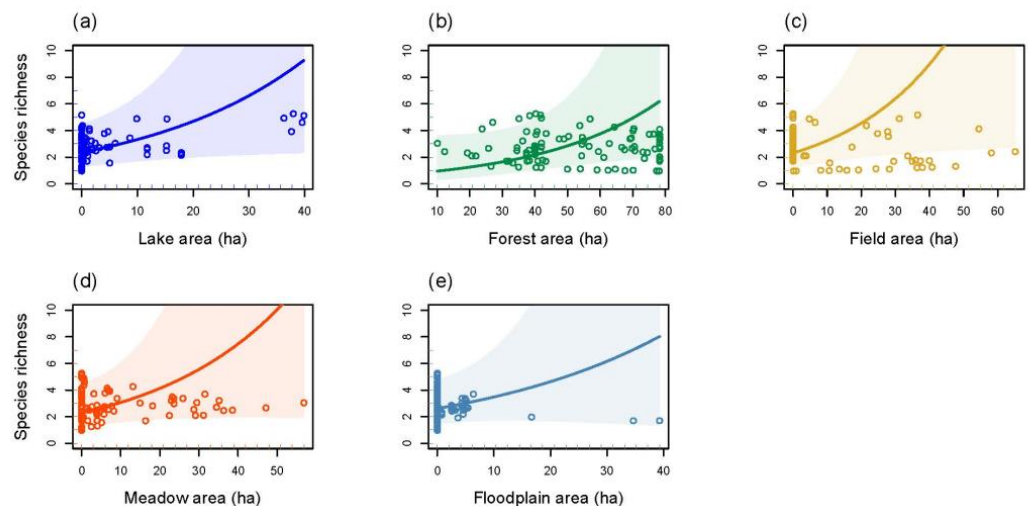 (a)
(b)
(c)
Species richness
0 2 4 6 8 10
0 10 20 30 40
Lake area (ha)
0 2 4 6 8 10
10 20 30 40 50 60 70 80
Forest area (ha)
0 2 4 6 8 10
0 10 20 30 40 50 60
Field area (ha)
(d)
(e)
Species richness
0 2 4 6 8 10
0 10 20 30 40 50
Meadow area (ha)
0 2 4 6 8 10
0 10 20 30 40
Floodplain area (ha)